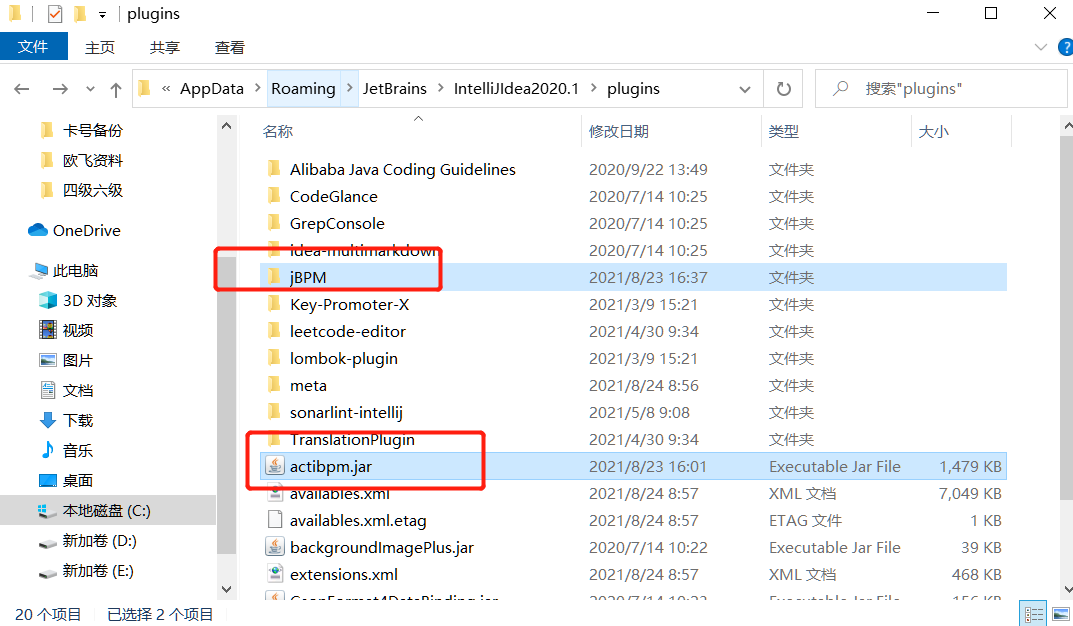 plugins
文件 主页 共享 查看
« AppData > Roaming > JetBrains > IntelliJIdea2020.1 > plugins 搜索"plugins"
卡号备份
欧飞资料
四级六级
OneDrive
此电脑
3D 对象
视频
图片
文档
下载
音乐
桌面
本地磁盘 (C:)
新加卷 (D:)
新加卷 (E:)
名称 修改日期 类型 大小
Alibaba Java Coding Guidelines 2020/9/22 13:49 文件夹
CodeGlance 2020/7/14 10:25 文件夹
GrepConsole 2020/7/14 10:25 文件夹
idea-multimarkdown 2020/7/14 10:25 文件夹
jBPM 2021/8/23 16:37 文件夹
Key-Promoter-X 2021/3/9 15:21 文件夹
leetcode-editor 2021/4/30 9:34 文件夹
lombok-plugin 2021/3/9 15:21 文件夹
meta 2021/8/24 8:56 文件夹
sonarlint-intellij 2021/5/8 9:08 文件夹
TranslationPlugin 2021/4/30 9:34 文件夹
actibpm.jar 2021/8/23 16:01 Executable Jar File 1,479 KB
availables.xml 2021/8/24 8:57 XML 文档 7,049 KB
availables.xml.etag 2021/8/24 8:57 ETAG 文件 1 KB
backgroundImagePlus.jar 2020/7/14 10:22 Executable Jar File 39 KB
extensions.xml 2021/8/24 8:57 XML 文档 468 KB
20 个项目 已选择 2 个项目